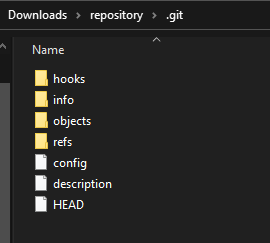 Downloads > repository > .git
Name
hooks
info
objects
refs
config
description
HEAD